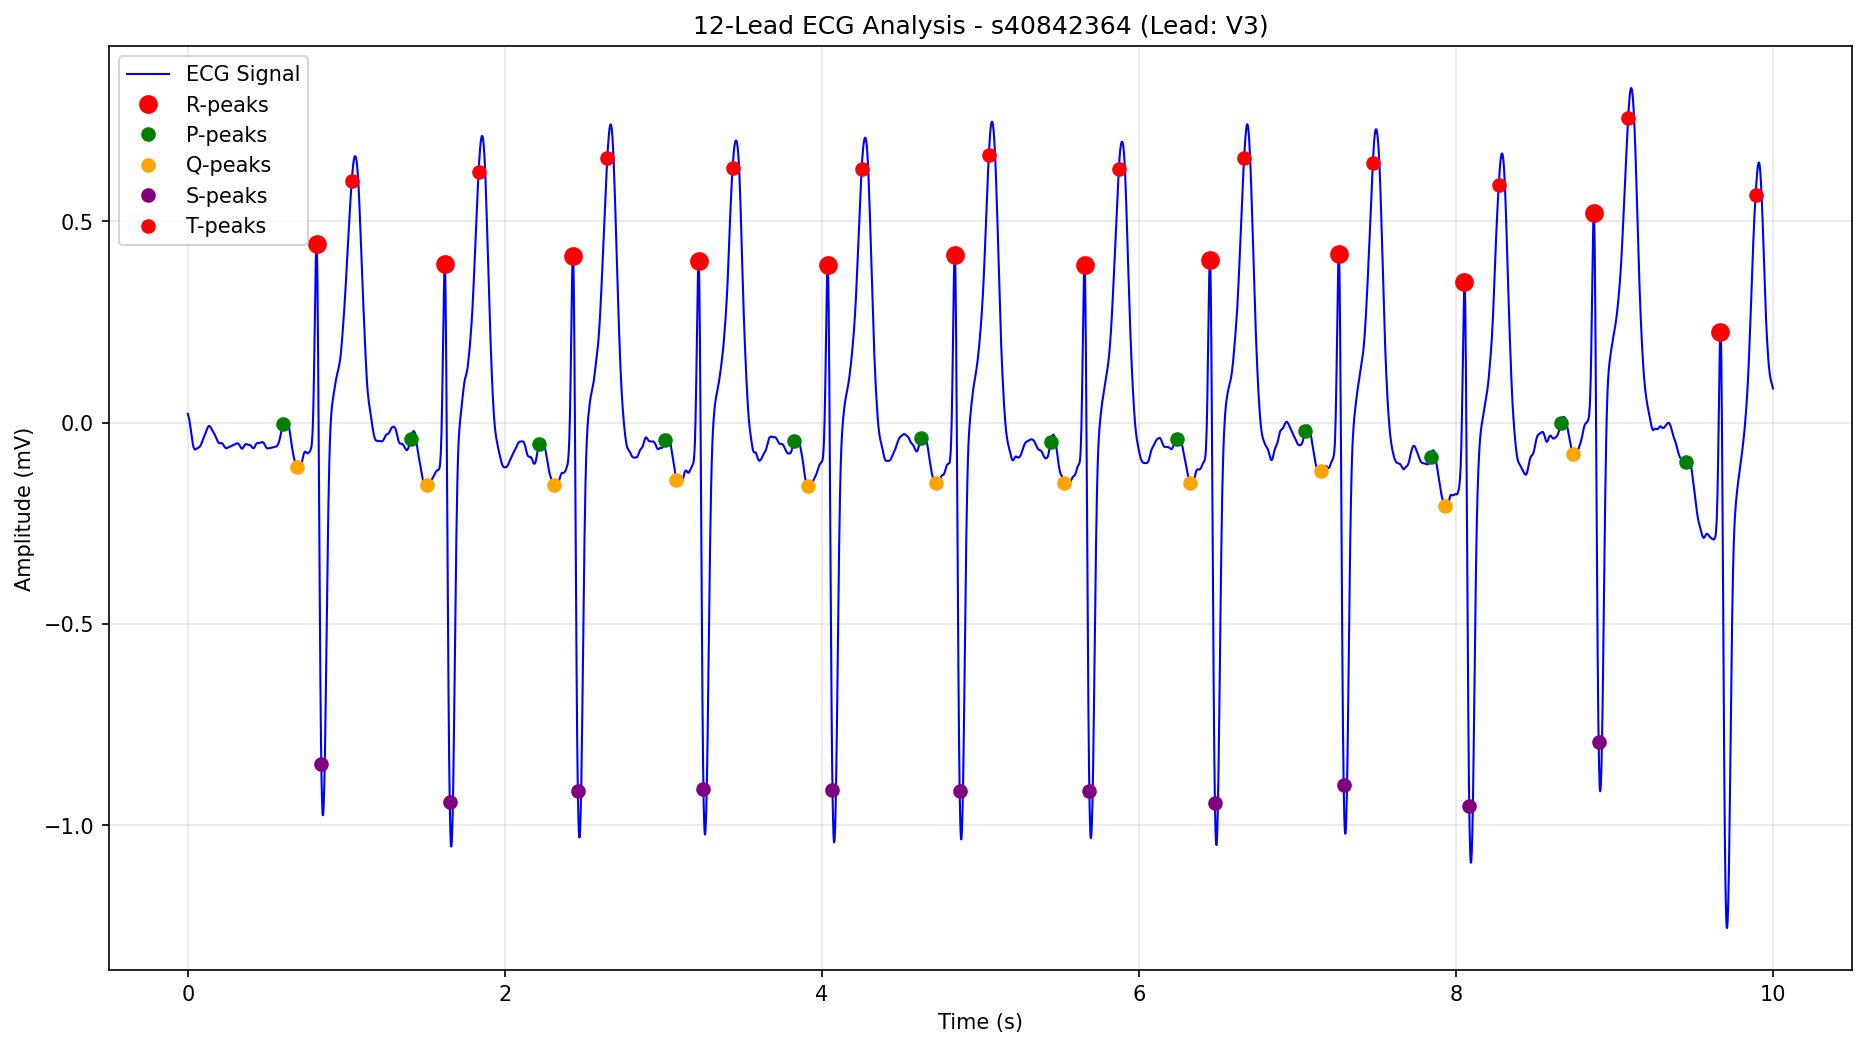 12-Lead ECG Analysis - s40842364 (Lead: V3)
ECG Signal
R-peaks
P-peaks
Q-peaks
S-peaks
T-peaks
Amplitude (mV)
0.5
0.0
−0.5
−1.0
0 2 4 6 8 10
Time (s)